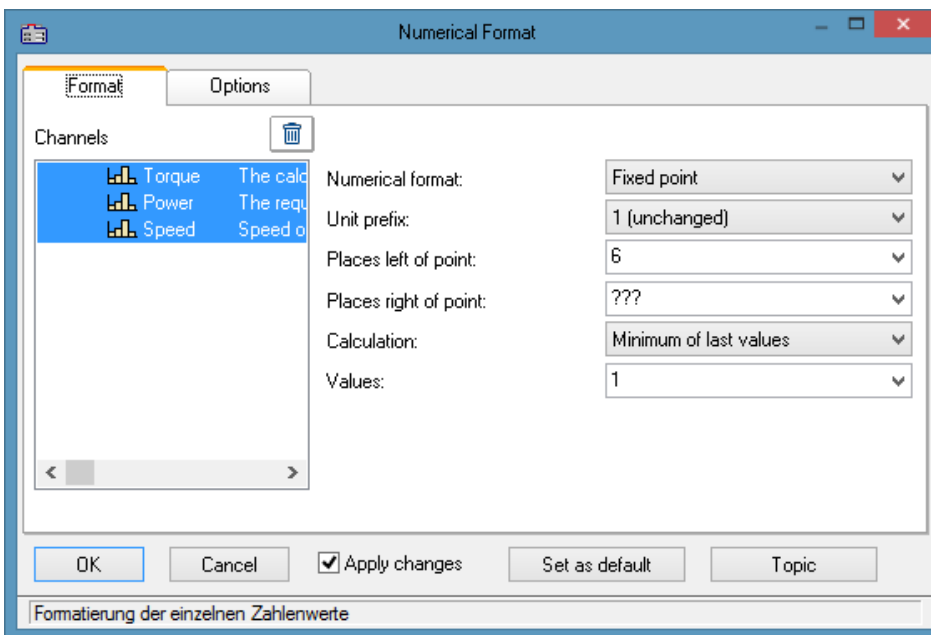 Numerical Format
Format Options
Channels
Torque The calc
Power The requ
Speed Speed o
Numerical format: Fixed point
Unit prefix: 1 (unchanged)
Places left of point: 6
Places right of point: ???
Calculation: Minimum of last values
Values: 1
OK Cancel Apply changes Set as default Topic
Formatierung der einzelnen Zahlenwerte